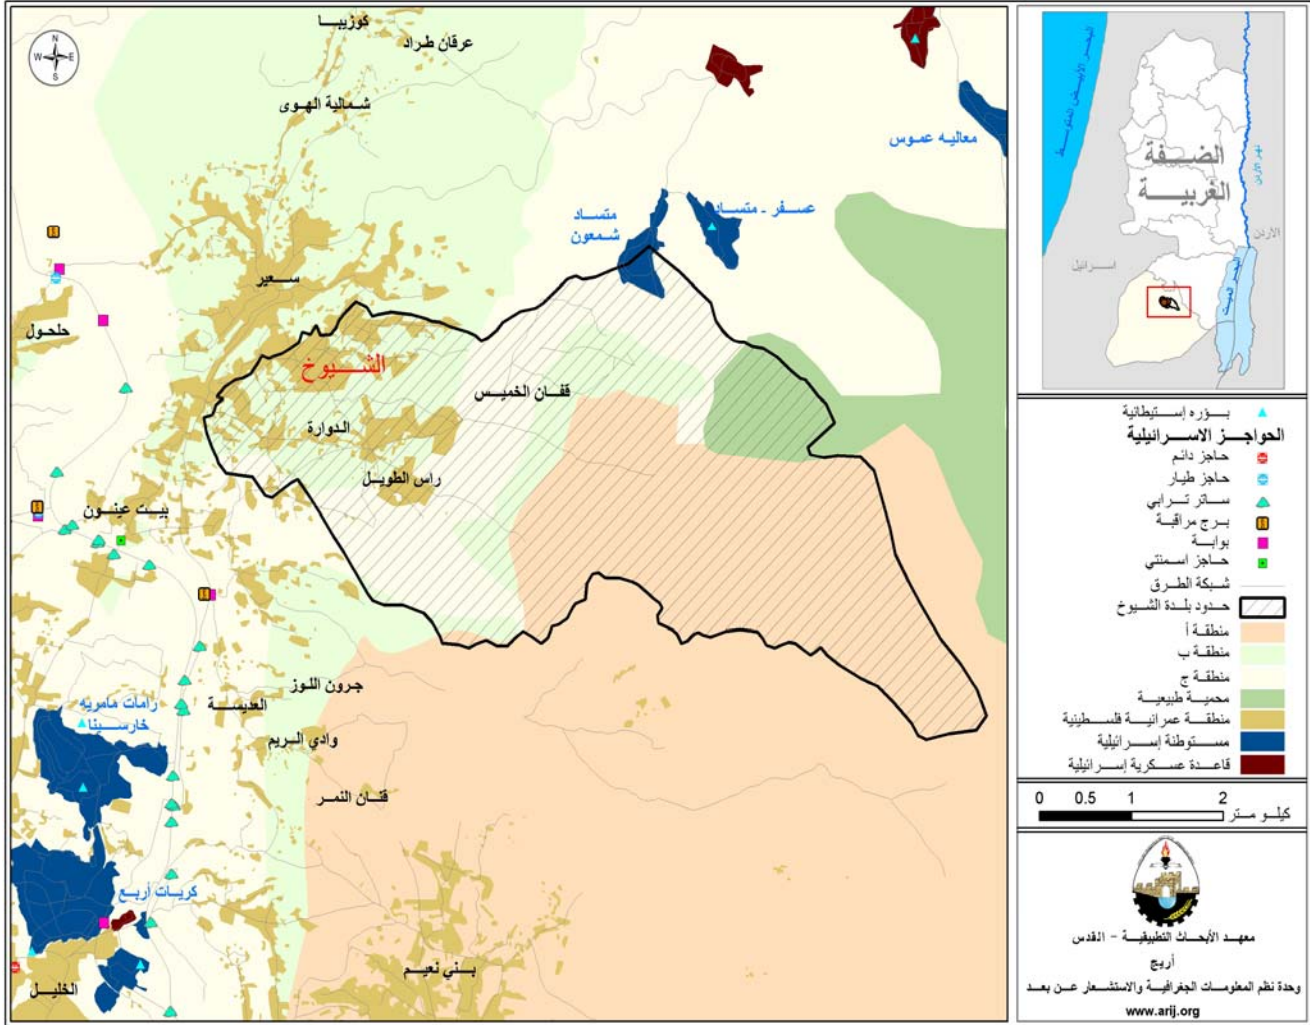 كوزيبا
عرقان طراد
N
W
E
S
شمالية الهوى
معاليه عموس
متساد
شمعون
عسفر - متساد
سعير
حلحول
الشيوخ
قفان الخميس
الدوارة
راس الطويل
بيت عينون
جرون اللوز
العديسة
رامات مامريه
خارسينا
وادي الريم
قنان النمر
كريات أربع
بني نعيم
الخليل
البحر الأبيض المتوسط
الضفة
الغربية
نهر الاردن
الاردن
اسرائيل
البحر الميت
بؤره إستيطانية
الحواجز الاسرائيلية
حاجز دائم
حاجز طيار
ساتر ترابي
برج مراقبة
بوابة
حاجز اسمنتي
شبكة الطرق
حدود بلدة الشيوخ
منطقة أ
منطقة ب
منطقة ج
محمية طبيعية
منطقة عمرانية فلسطينية
مستوطنة إسرائيلية
قاعدة عسكرية إسرائيلية
0 0.5 1 2
كيلو متر
معهد الأبحاث التطبيقية - القدس
أريج
وحدة نظم المعلومات الجغرافية والاستشعار عن بعد
www.arij.org